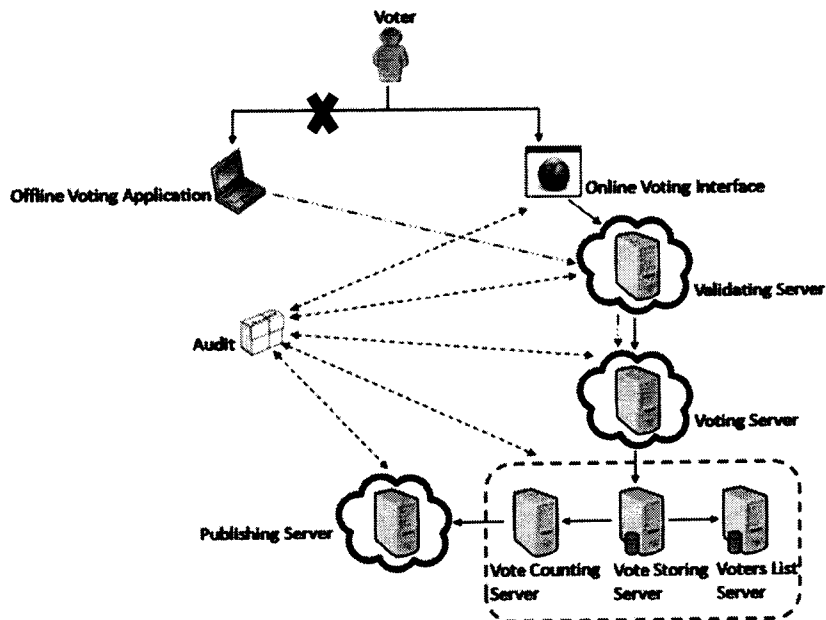 Voter
Offline Voting Application
Online Voting Interface
Validating Server
Audit
Voting Server
Publishing Server
Vote Counting
Server
Vote Storing
Server
Voters List
Server